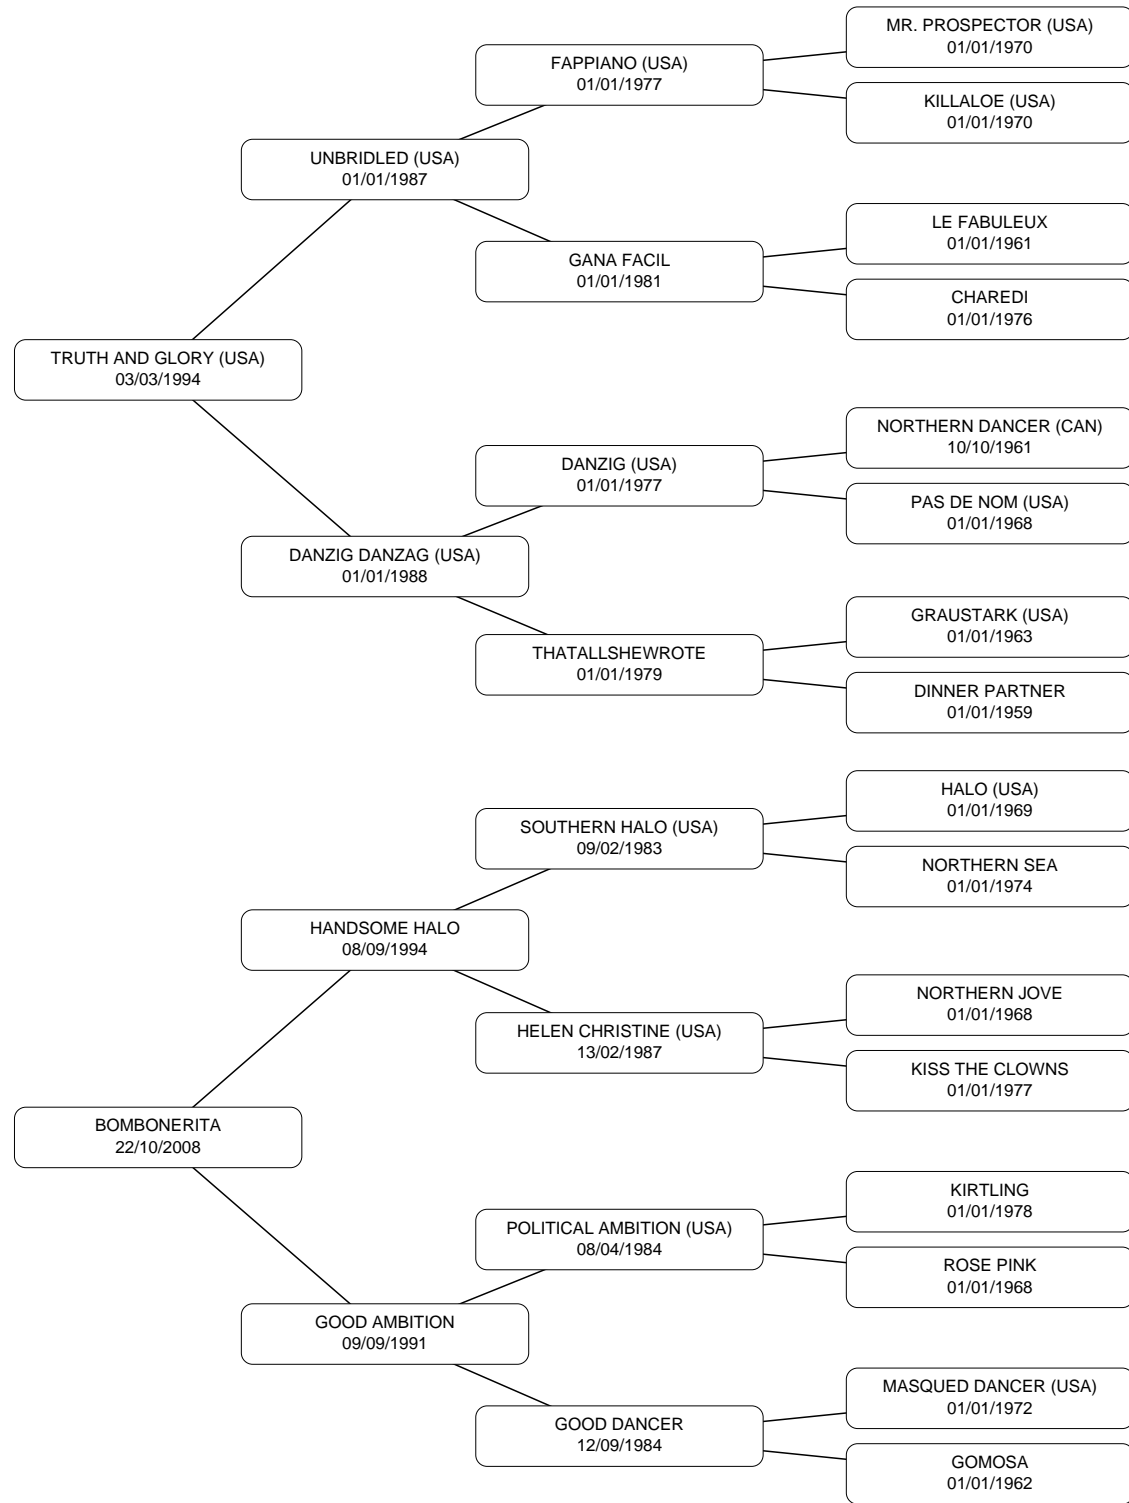 MR. PROSPECTOR (USA)
01/01/1970
FAPPIANO (USA)
01/01/1977
KILLALOE (USA)
01/01/1970
UNBRIDLED (USA)
01/01/1987
LE FABULEUX
01/01/1961
GANA FACIL
01/01/1981
CHAREDI
01/01/1976
TRUTH AND GLORY (USA)
03/03/1994
NORTHERN DANCER (CAN)
10/10/1961
DANZIG (USA)
01/01/1977
PAS DE NOM (USA)
01/01/1968
DANZIG DANZAG (USA)
01/01/1988
GRAUSTARK (USA)
01/01/1963
THATALLSHEWROTE
01/01/1979
DINNER PARTNER
01/01/1959
HALO (USA)
01/01/1969
SOUTHERN HALO (USA)
09/02/1983
NORTHERN SEA
01/01/1974
HANDSOME HALO
08/09/1994
NORTHERN JOVE
01/01/1968
HELEN CHRISTINE (USA)
13/02/1987
KISS THE CLOWNS
01/01/1977
BOMBONERITA
22/10/2008
KIRTLING
01/01/1978
POLITICAL AMBITION (USA)
08/04/1984
ROSE PINK
01/01/1968
GOOD AMBITION
09/09/1991
MASQUED DANCER (USA)
01/01/1972
GOOD DANCER
12/09/1984
GOMOSA
01/01/1962